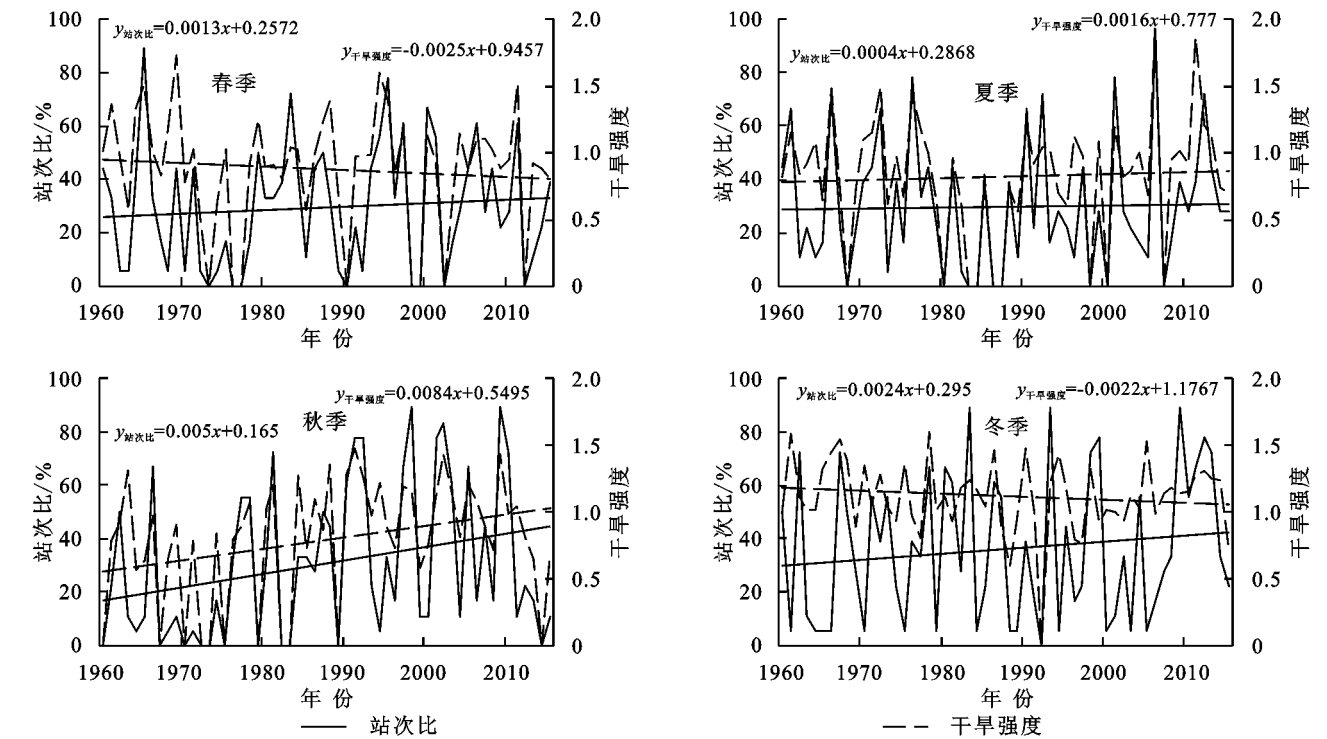 y站次比=0.0013x+0.2572
y干旱强度=-0.0025x+0.9457
春季
站次比/%
100
80
60
40
20
0
2.0
1.5
1.0
0.5
0
干旱强度
1960 1970 1980 1990 2000 2010
年 份
y干旱强度=0.0016x+0.777
y站次比=0.0004x+0.2868
夏季
站次比/%
100
80
60
40
20
0
2.0
1.5
1.0
0.5
0
干旱强度
1960 1970 1980 1990 2000 2010
年 份
y干旱强度=0.0084x+0.5495
秋季
y站次比=0.005x+0.165
站次比/%
100
80
60
40
20
0
2.0
1.5
1.0
0.5
0
干旱强度
1960 1970 1980 1990 2000 2010
年 份
y站次比=0.0024x+0.295
y干旱强度=-0.0022x+1.1767
冬季
站次比/%
100
80
60
40
20
0
2.0
1.5
1.0
0.5
0
干旱强度
1960 1970 1980 1990 2000 2010
年 份
站次比
干旱强度